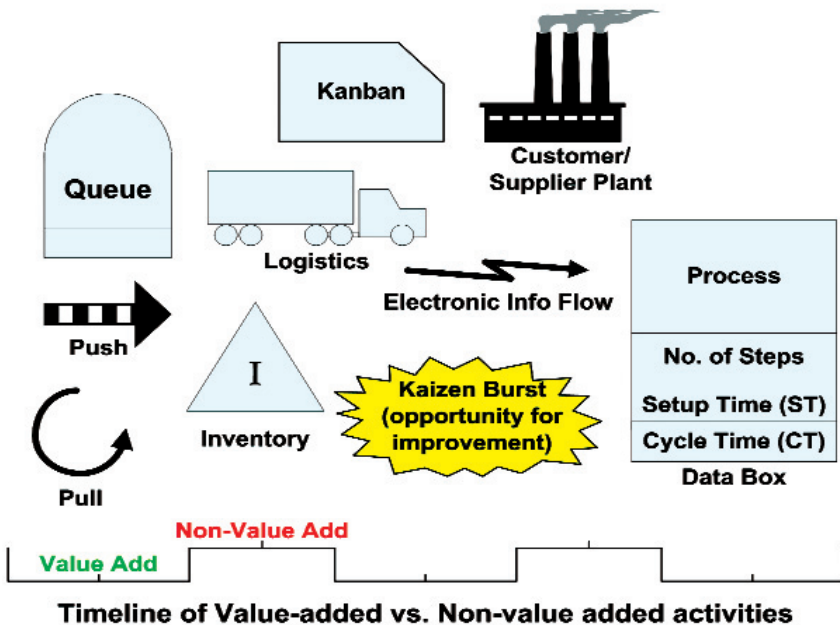 Kanban
Customer/
Supplier Plant
Queue
Logistics
Process
Electronic Info Flow
Push
I
No. of Steps
Kaizen Burst
(opportunity for
improvement)
Setup Time (ST)
Inventory
Cycle Time (CT)
Data Box
Pull
Non-Value Add
Value Add
Timeline of Value-added vs. Non-value added activities